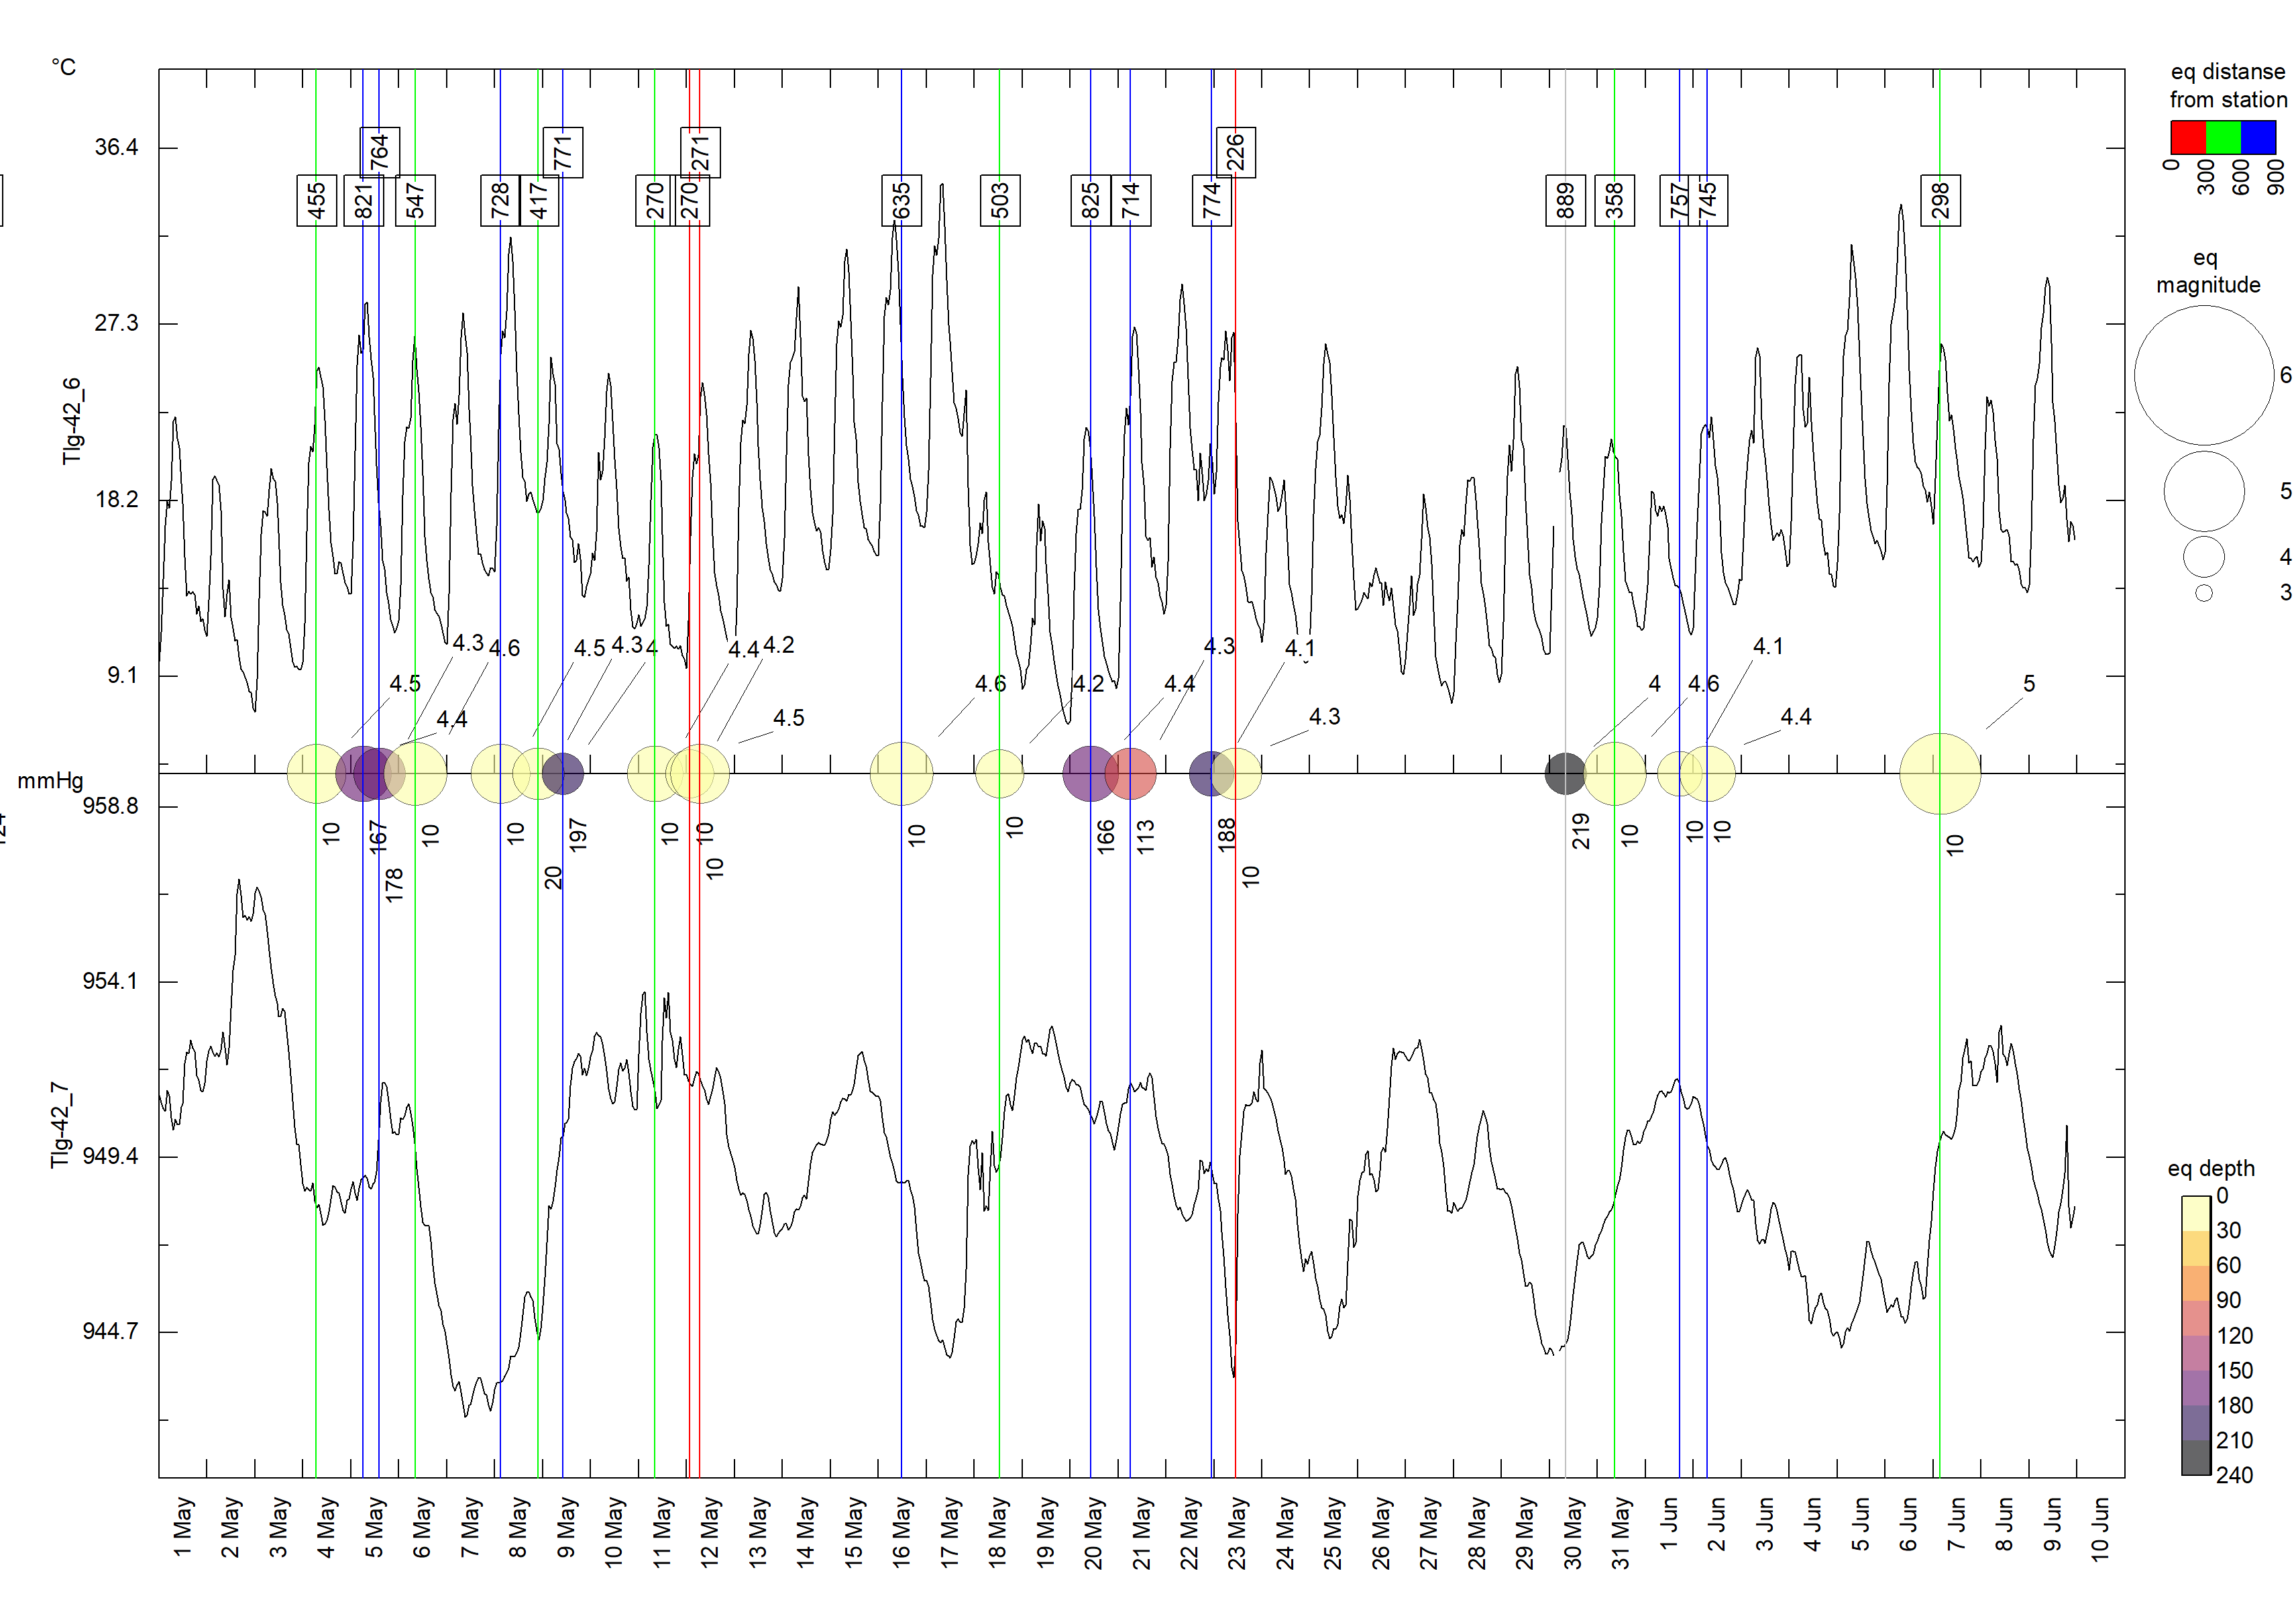 °C
36.4
27.3
18.2
9.1
Tlg-42_6
764
771
271
226
455
821
547
728
417
270
270
635
503
825
714
774
889
358
757
745
298
4.3
4.6
4.5
4.3
4
4.4
4.2
4.3
4.1
4.1
4.5
4.4
4.5
4.6
4.2
4.4
4.3
4
4.6
4.4
5
mmHg
958.8
954.1
949.4
944.7
Tlg-42_7
10
167
178
10
10
20
197
10
10
10
10
10
166
113
188
10
219
10
10
10
10
1 May
2 May
3 May
4 May
5 May
6 May
7 May
8 May
9 May
10 May
11 May
12 May
13 May
14 May
15 May
16 May
17 May
18 May
19 May
20 May
21 May
22 May
23 May
24 May
25 May
26 May
27 May
28 May
29 May
30 May
31 May
1 Jun
2 Jun
3 Jun
4 Jun
5 Jun
6 Jun
7 Jun
8 Jun
9 Jun
10 Jun
eq distanse
from station
0
300
600
900
eq
magnitude
6
5
4
3
eq depth
0
30
60
90
120
150
180
210
240